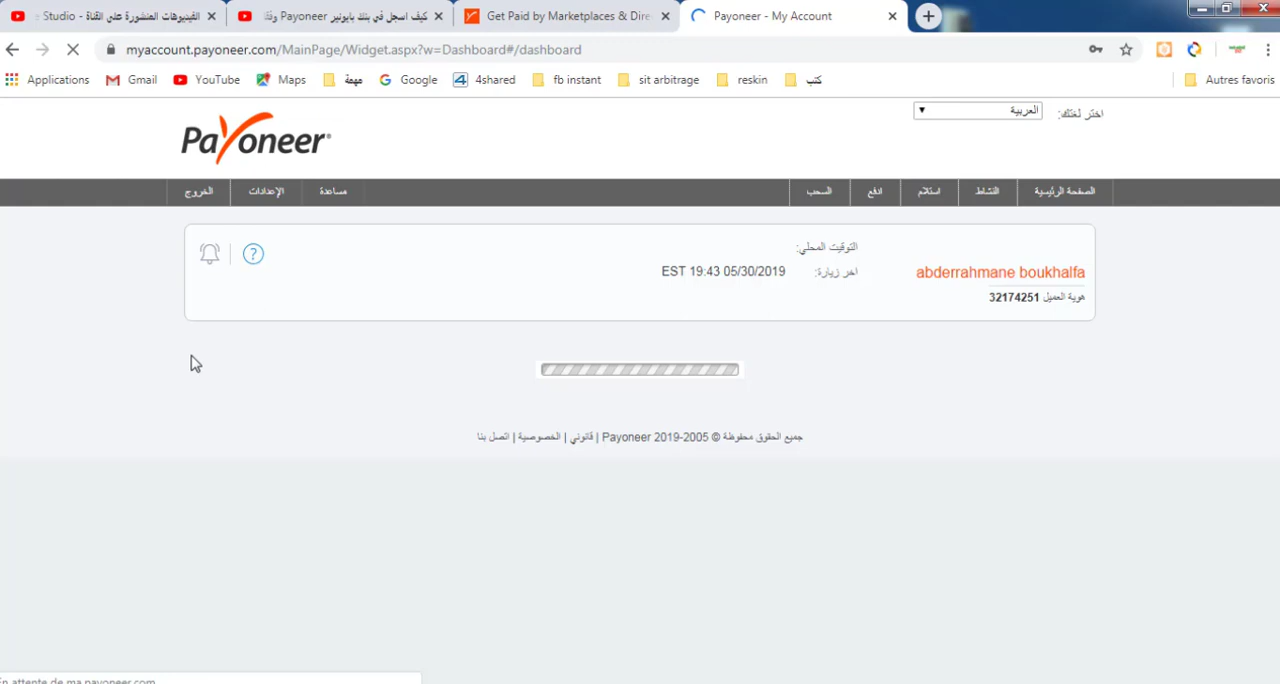 Studio - الفيديوهات المنشورة على القناة
كيف اسجل في بنك بايونير Payoneer
Get Paid by Marketplaces & Dire
Payoneer - My Account
myaccount.payoneer.com/MainPage/Widget.aspx?w=Dashboard#/dashboard
Applications Gmail YouTube Maps مهمة Google 4shared fb instant sit arbitrage reskin كتب Autres favoris
Payoneer
اختر لغتك: العربية
الصفحة الرئيسية النشاط استلام ادفع السحب مساعدة الإعدادات الخروج
التوقيت المحلي:
abderrahmane boukhalfa
اخر زيارة: EST 19:43 05/30/2019
هوية العميل 32174251
جميع الحقوق محفوظة © Payoneer 2019-2005 | قانوني | الخصوصية | اتصل بنا
En attente de ma.payoneer.com